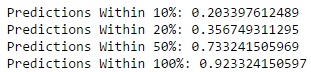 Predictions Within 10%: 0.203397612489
Predictions Within 20%: 0.356749311295
Predictions Within 50%: 0.733241505969
Predictions Within 100%: 0.923324150597